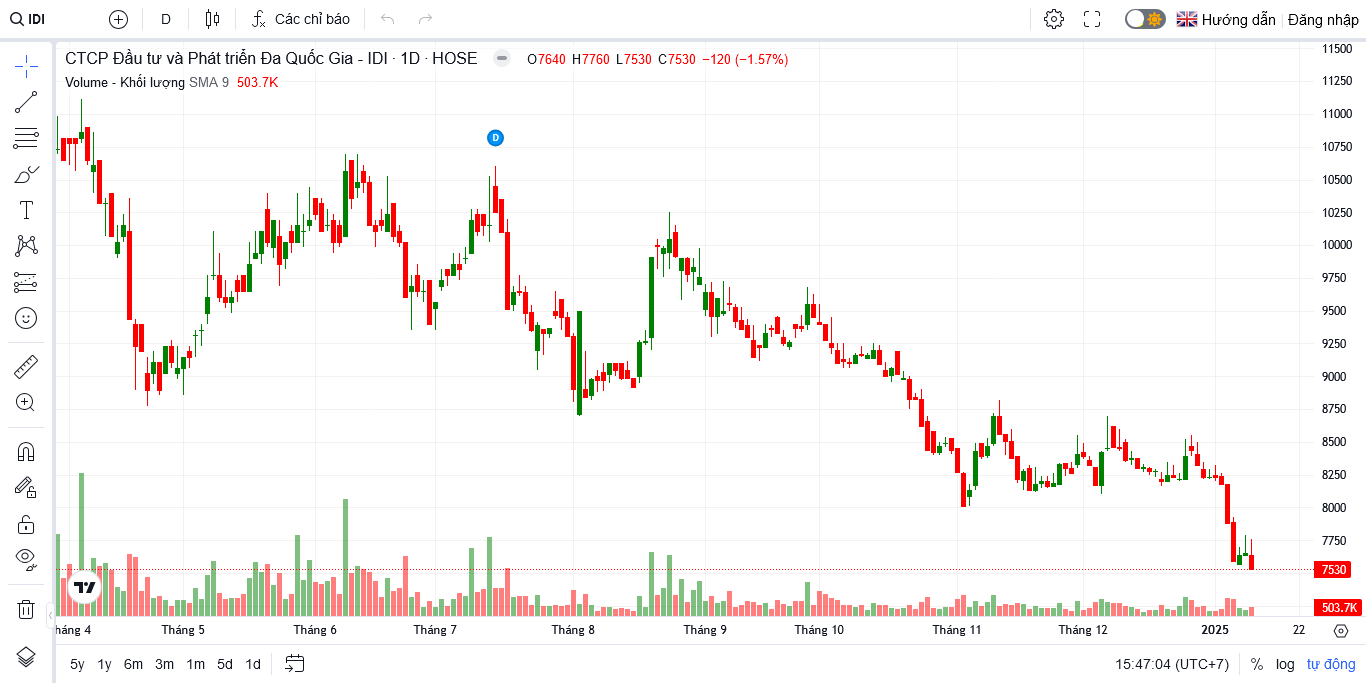 IDI D Các chỉ báo Hướng dẫn Đăng nhập
CTCP Đầu tư và Phát triển Đa Quốc Gia - IDI · 1D · HOSE O7640 H7760 L7530 C7530 −120 (−1.57%)
Volume - Khối lượng SMA 9 503.7K
D
11500
11250
11000
10750
10500
10250
10000
9750
9500
9250
9000
8750
8500
8250
8000
7750
7530
503.7K
háng 4 Tháng 5 Tháng 6 Tháng 7 Tháng 8 Tháng 9 Tháng 10 Tháng 11 Tháng 12 2025 22
5y 1y 6m 3m 1m 5d 1d 15:47:04 (UTC+7) % log tự động